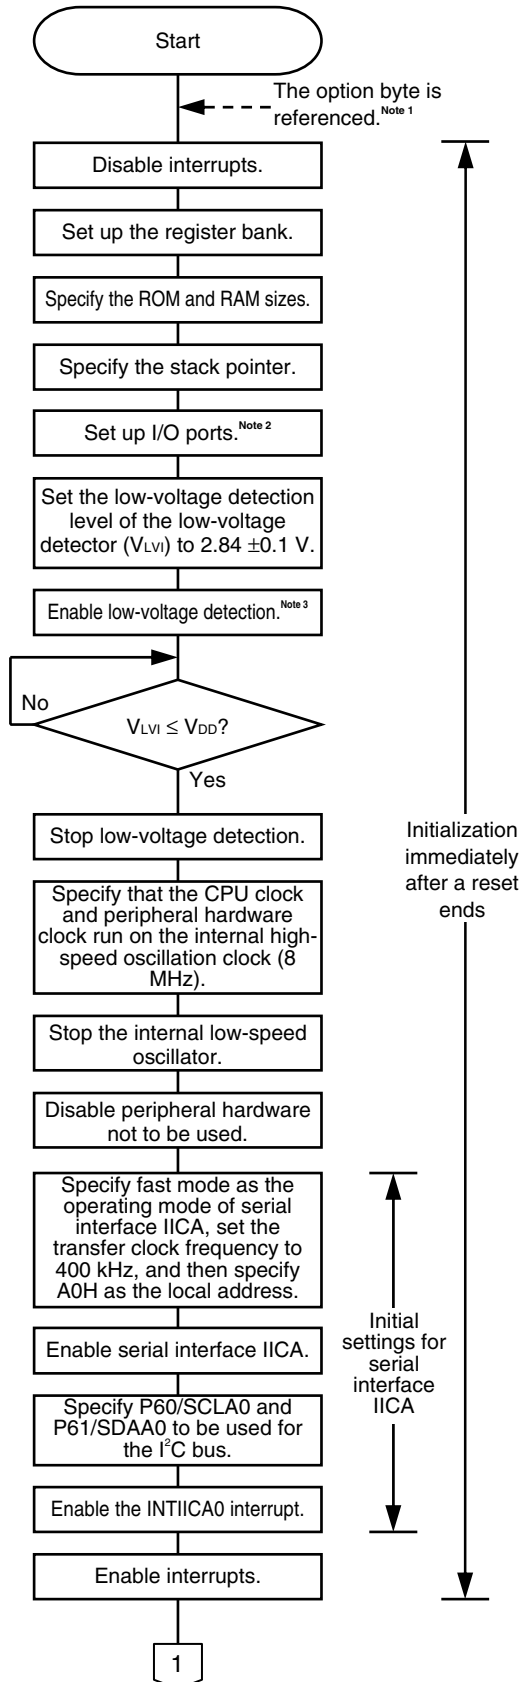 Start
The option byte is
referenced.Note 1
Disable interrupts.
Set up the register bank.
Specify the ROM and RAM sizes.
Specify the stack pointer.
Set up I/O ports.Note 2
Set the low-voltage detection
level of the low-voltage
detector (VLVI) to 2.84 ±0.1 V.
Enable low-voltage detection.Note 3
No
VLVI ≤ VDD?
Yes
Stop low-voltage detection.
Specify that the CPU clock
and peripheral hardware
clock run on the internal high-
speed oscillation clock (8
MHz).
Stop the internal low-speed
oscillator.
Disable peripheral hardware
not to be used.
Specify fast mode as the
operating mode of serial
interface IICA, set the
transfer clock frequency to
400 kHz, and then specify
A0H as the local address.
Enable serial interface IICA.
Specify P60/SCLA0 and
P61/SDAA0 to be used for
the I²C bus.
Enable the INTIICA0 interrupt.
Enable interrupts.
1
Initialization
immediately
after a reset
ends
Initial
settings for
serial
interface
IICA